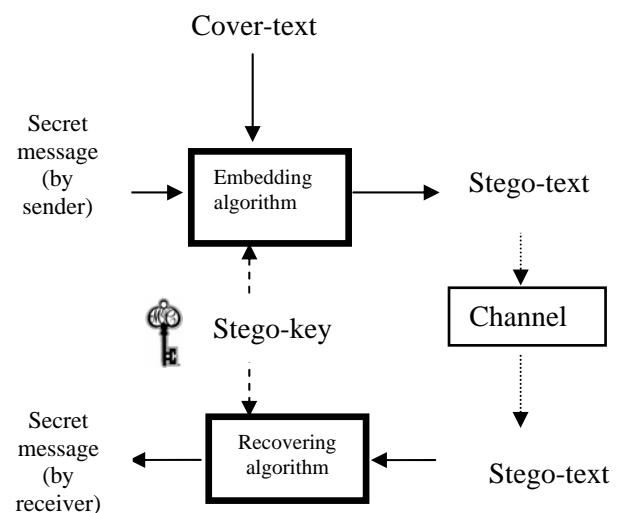 Cover-text
Secret
message
(by
sender)
Embedding
algorithm
Stego-text
Stego-key
Channel
Secret
message
(by
receiver)
Recovering
algorithm
Stego-text